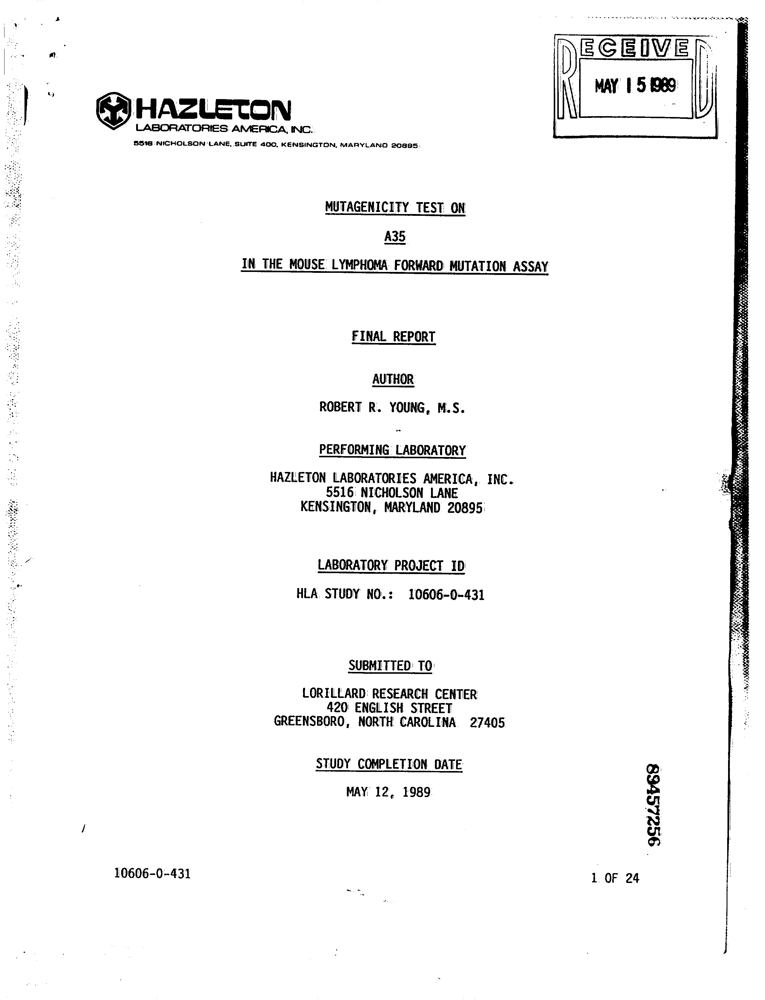 RECEIVED
MAY 15 1989
HAZLETON
LABORATORIES AMERICA, INC.
5516 NICHOLSON LANE, SUITE 400, KENSINGTON, MARYLAND 20895
MUTAGENICITY TEST ON
A35
IN THE MOUSE LYMPHOMA FORWARD MUTATION ASSAY
FINAL REPORT
AUTHOR
ROBERT R. YOUNG, M.S.
PERFORMING LABORATORY
HAZLETON LABORATORIES AMERICA, INC.
5516 NICHOLSON LANE
KENSINGTON, MARYLAND 20895
LABORATORY PROJECT ID
HLA STUDY NO.: 10606-0-431
SUBMITTED TO
LORILLARD RESEARCH CENTER
420 ENGLISH STREET
GREENSBORO, NORTH CAROLINA 27405
STUDY COMPLETION DATE
MAY 12, 1989
89457256
10606-0-431
1 OF 24